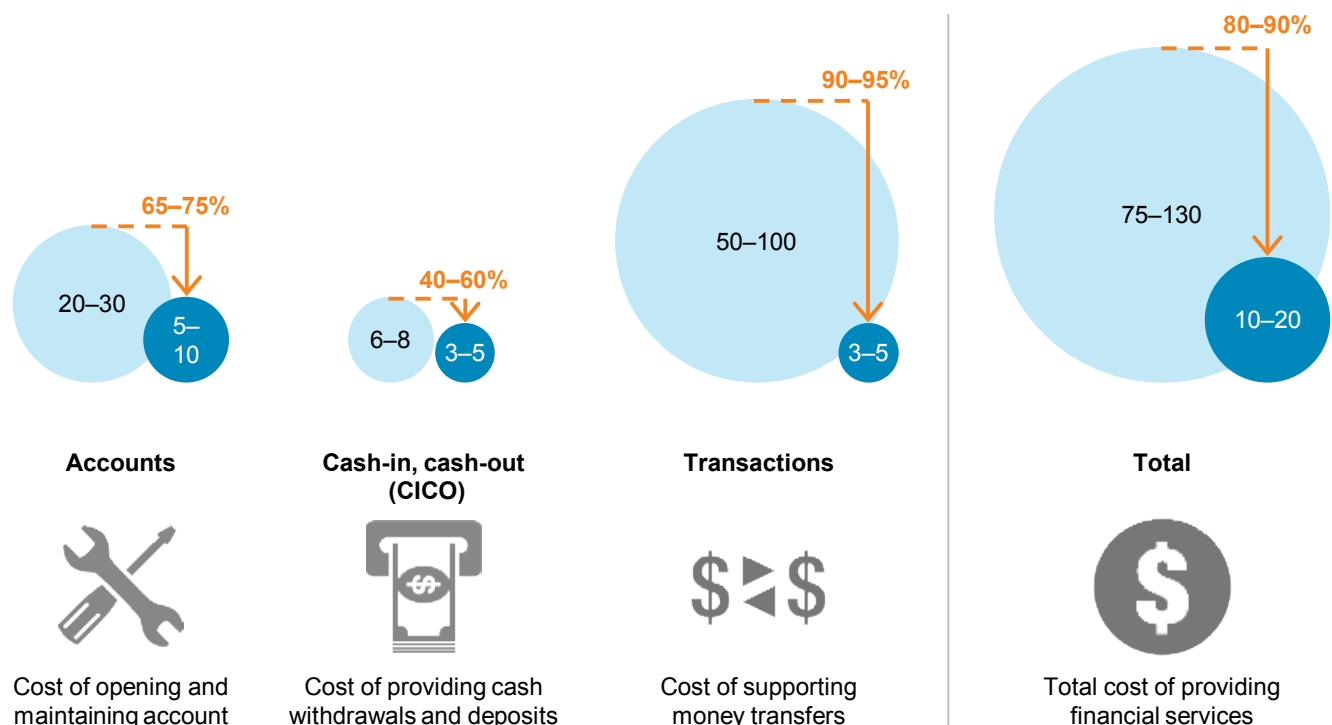 65–75%
20–30
5–
10
Accounts
Cost of opening and
maintaining account
40–60%
6–8
3–5
Cash-in, cash-out
(CICO)
$
Cost of providing cash
withdrawals and deposits
90–95%
50–100
3–5
Transactions
$ $
Cost of supporting
money transfers
80–90%
75–130
10–20
Total
$
Total cost of providing
financial services